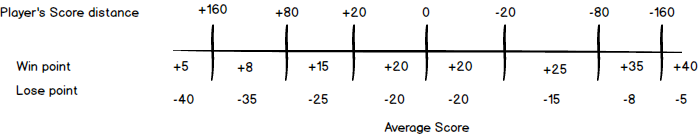 Player's Score distance +160 +80 +20 0 -20 -80 -160
Win point +5 +8 +15 +20 +20 +25 +35 +40
Lose point -40 -35 -25 -20 -20 -15 -8 -5
Average Score